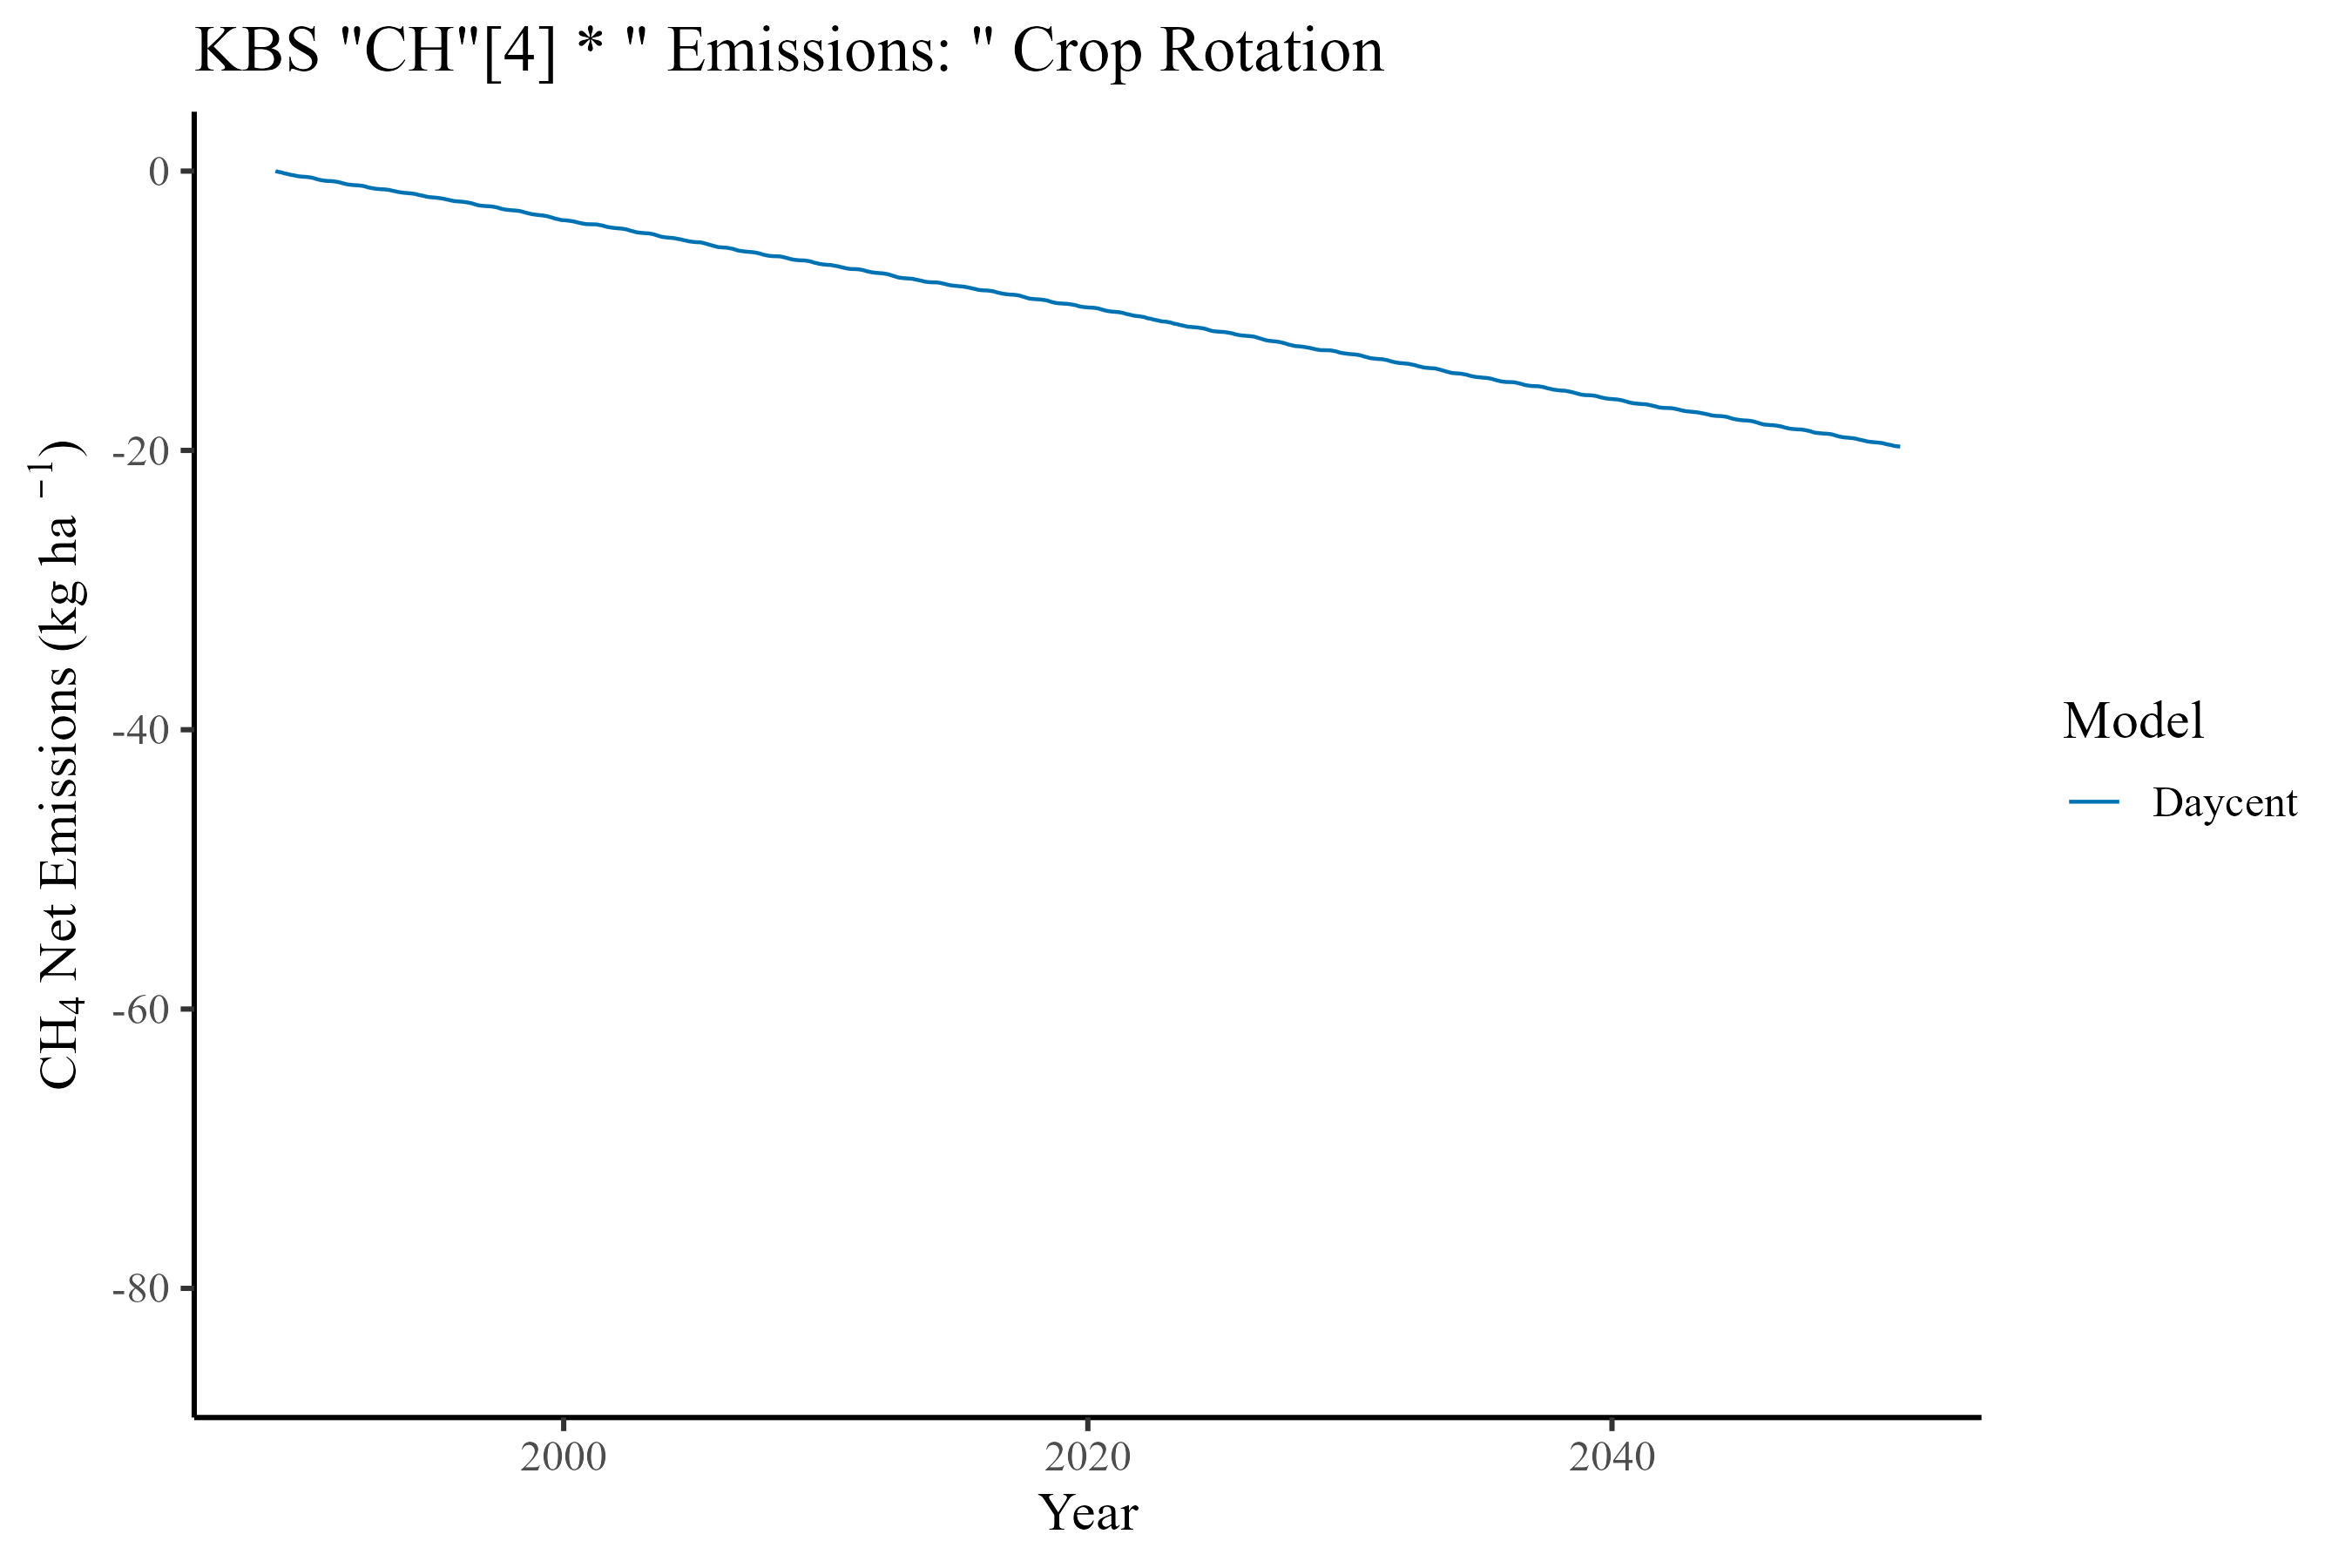 KBS "CH"[4] * " Emissions: " Crop Rotation
CH₄ Net Emissions (kg ha ⁻¹)
0
-20
-40
-60
-80
2000
2020
2040
Year
Model
Daycent